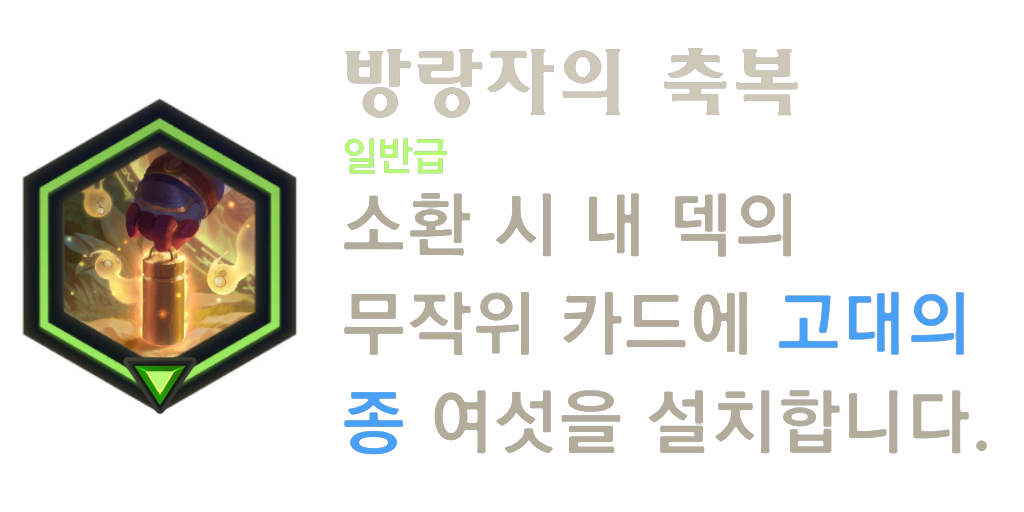 방랑자의 축복
일반급
소환 시 내 덱의
무작위 카드에 고대의
종 여섯을 설치합니다.